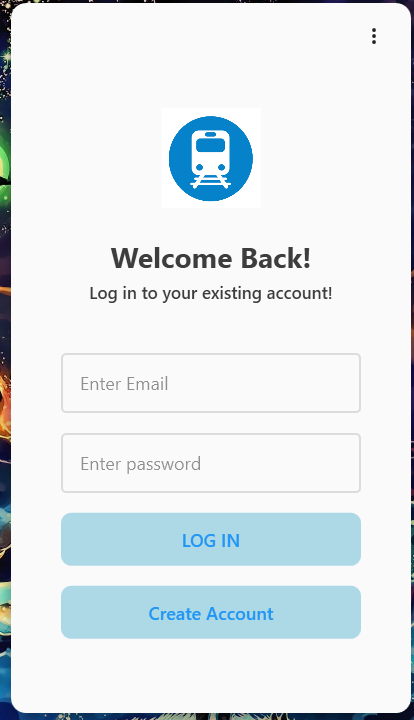 Welcome Back!
Log in to your existing account!
Enter Email
Enter password
LOG IN
Create Account